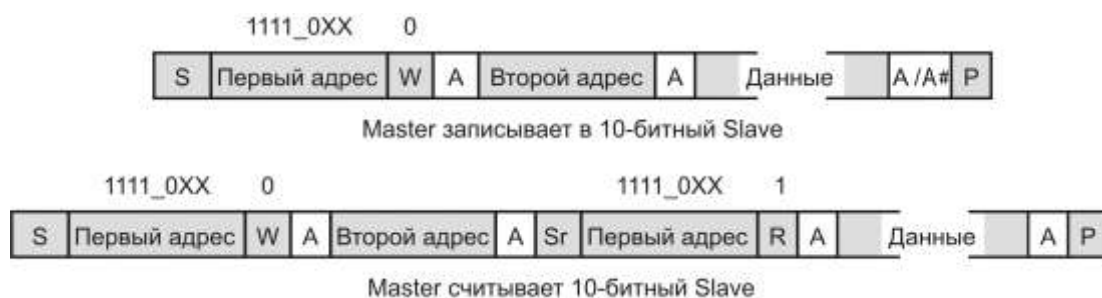 1111_0XX 0
S Первый адрес W A Второй адрес A Данные A/A# P
Master записывает в 10-битный Slave
1111_0XX 0 1111_0XX 1
S Первый адрес W A Второй адрес A Sr Первый адрес R A Данные A P
Master считывает 10-битный Slave